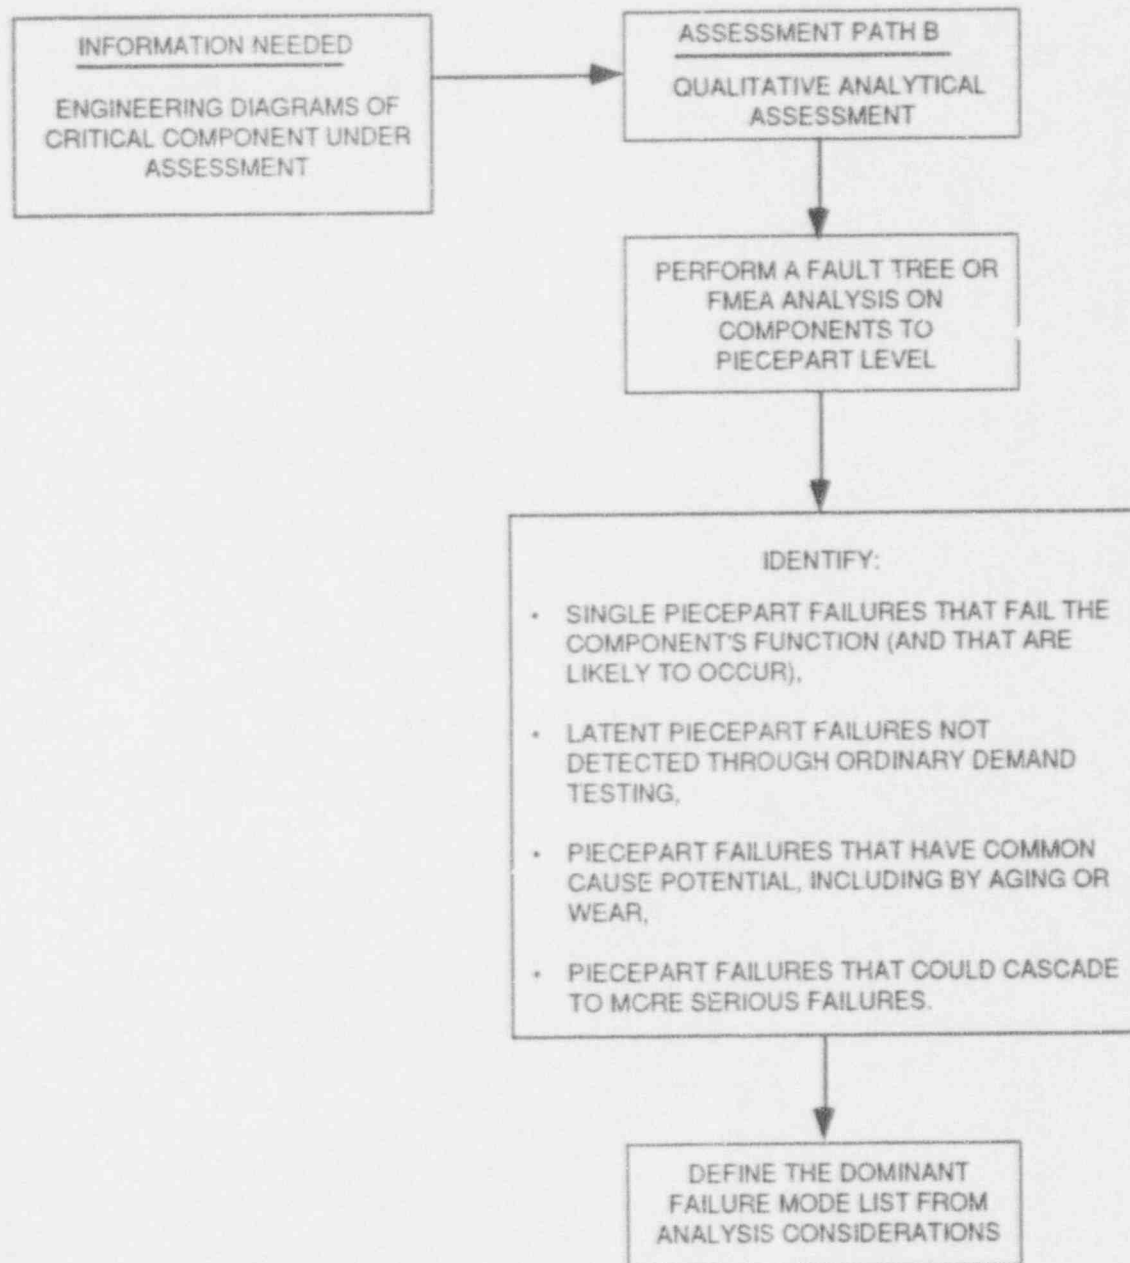 INFORMATION NEEDED
ENGINEERING DIAGRAMS OF
CRITICAL COMPONENT UNDER
ASSESSMENT
ASSESSMENT PATH B
QUALITATIVE ANALYTICAL
ASSESSMENT
PERFORM A FAULT TREE OR
FMEA ANALYSIS ON
COMPONENTS TO
PIECEPART LEVEL
IDENTIFY:
• SINGLE PIECEPART FAILURES THAT FAIL THE
COMPONENT'S FUNCTION (AND THAT ARE
LIKELY TO OCCUR),
• LATENT PIECEPART FAILURES NOT
DETECTED THROUGH ORDINARY DEMAND
TESTING,
• PIECEPART FAILURES THAT HAVE COMMON
CAUSE POTENTIAL, INCLUDING BY AGING OR
WEAR,
• PIECEPART FAILURES THAT COULD CASCADE
TO MORE SERIOUS FAILURES.
DEFINE THE DOMINANT
FAILURE MODE LIST FROM
ANALYSIS CONSIDERATIONS